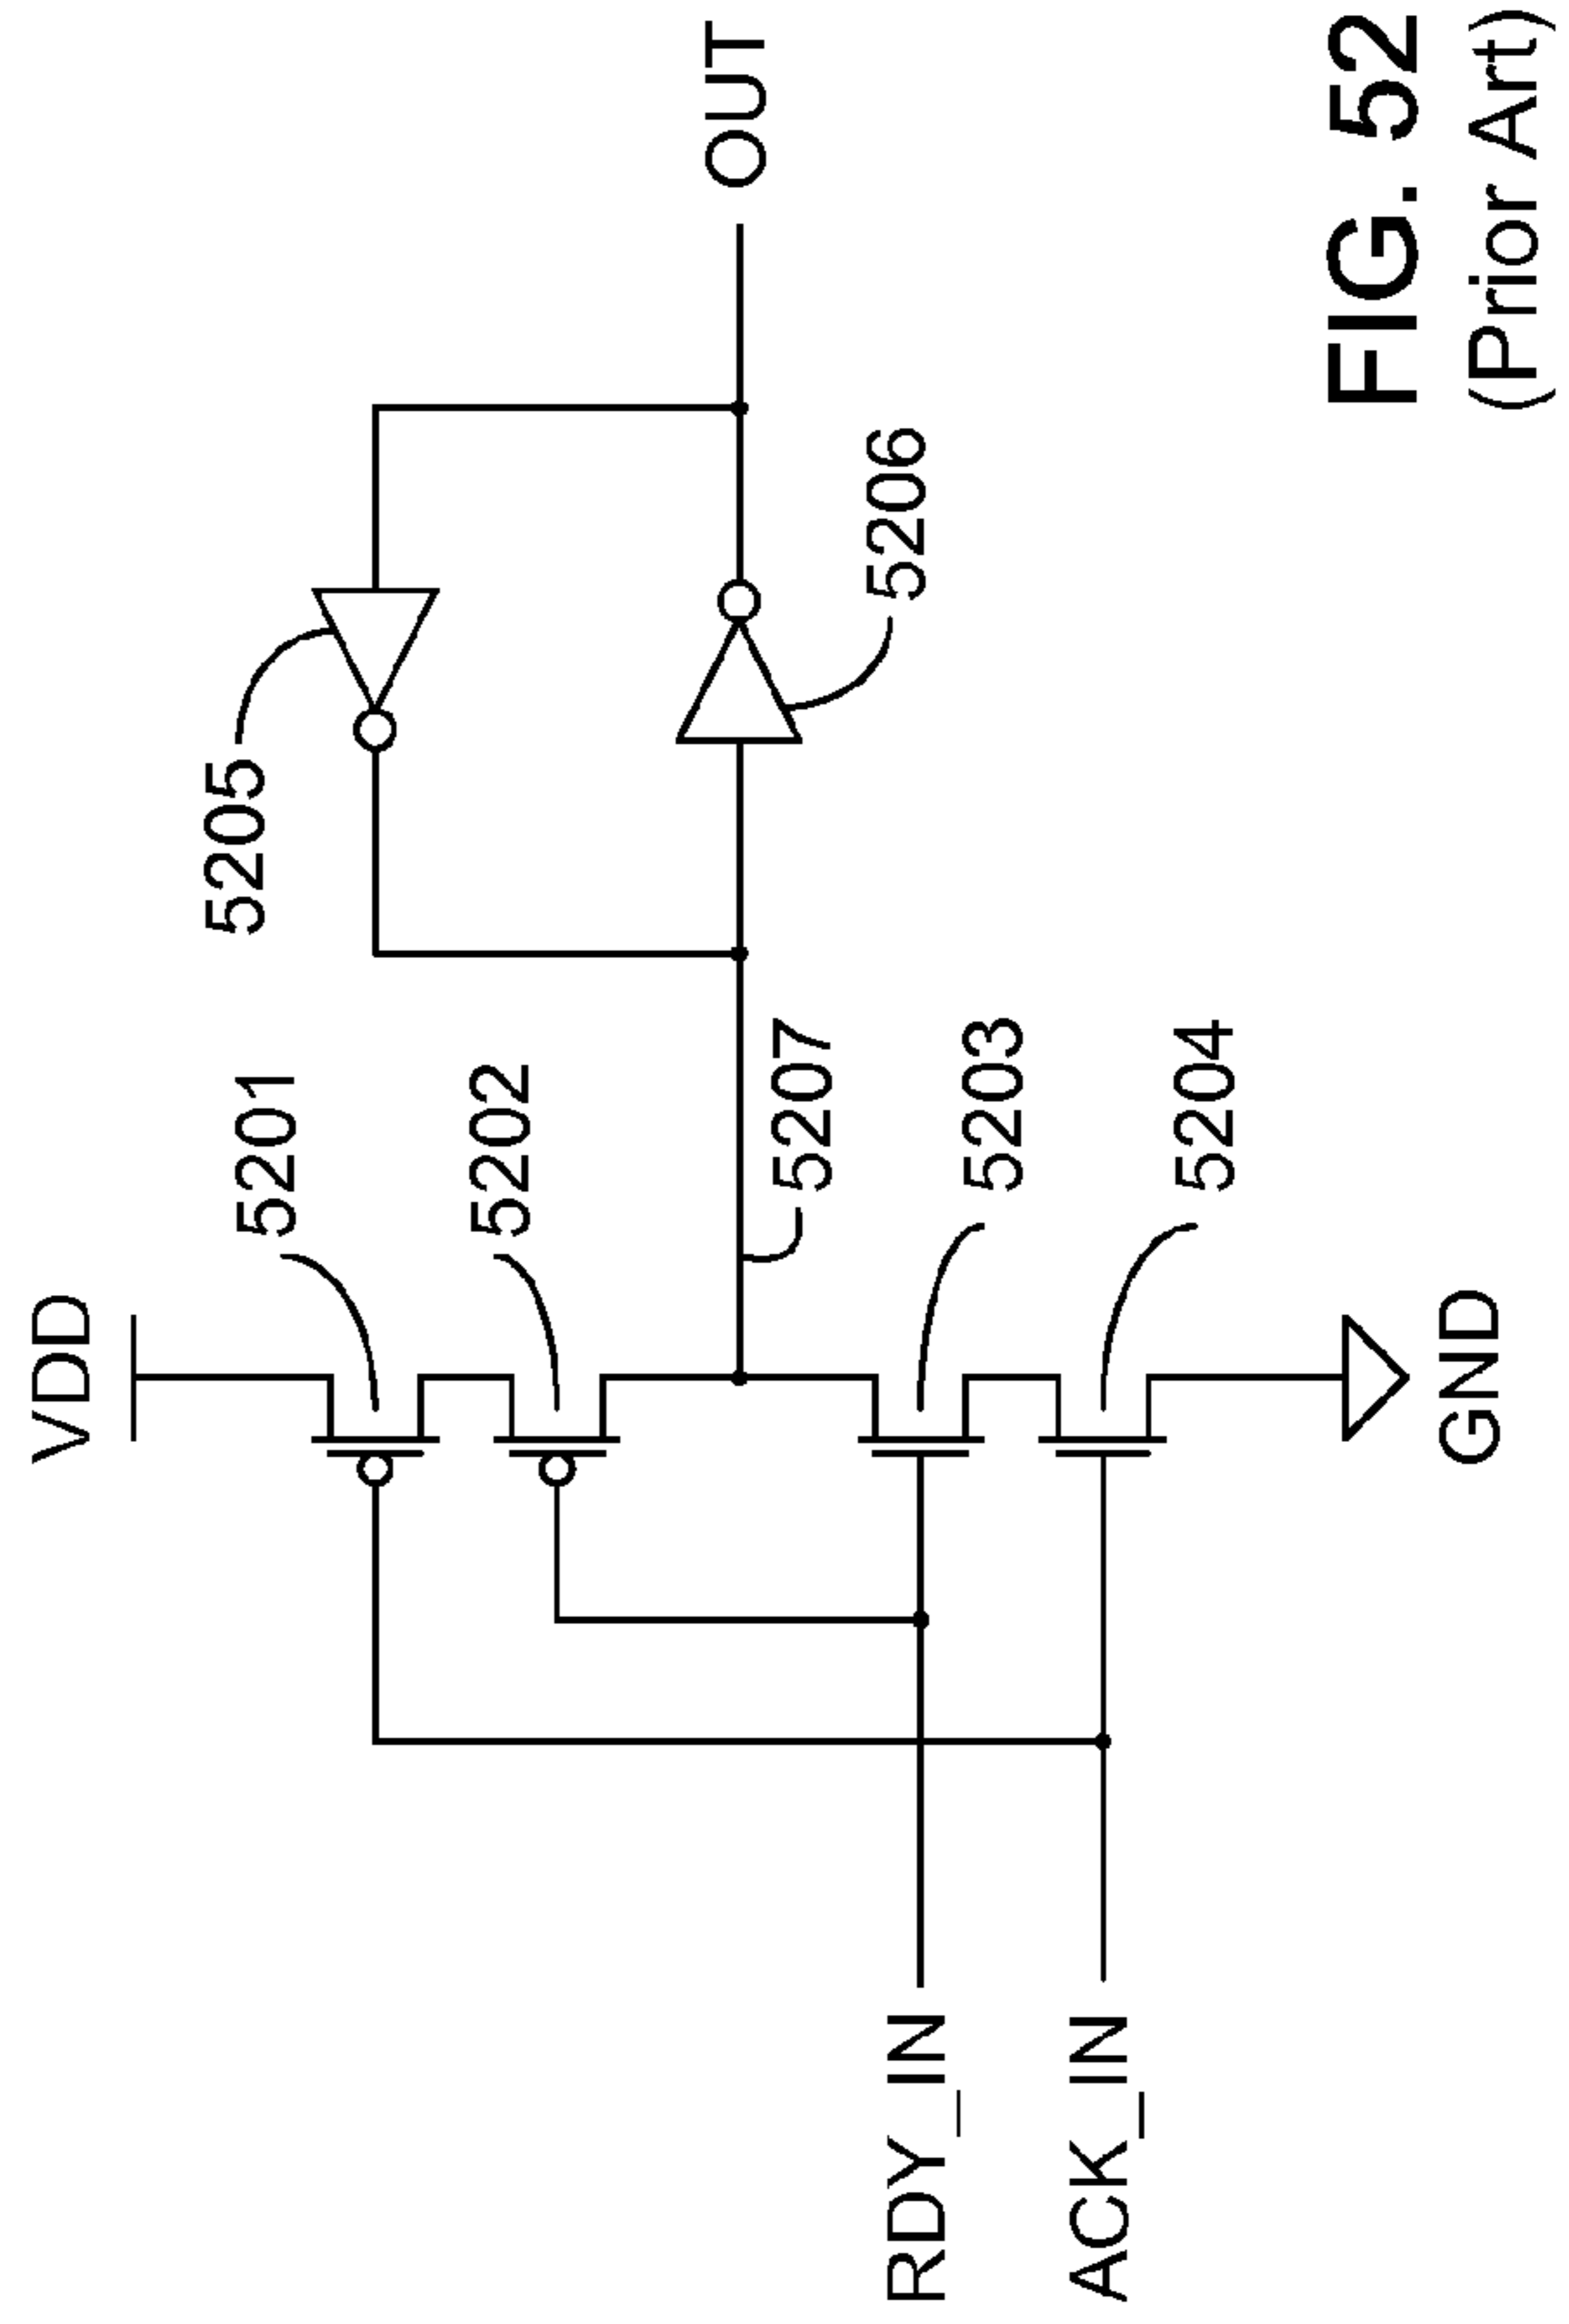 VDD
5201
5202
5205
OUT
5207
5206
5203
5204
RDY_IN
ACK_IN
GND
FIG. 52
(Prior Art)